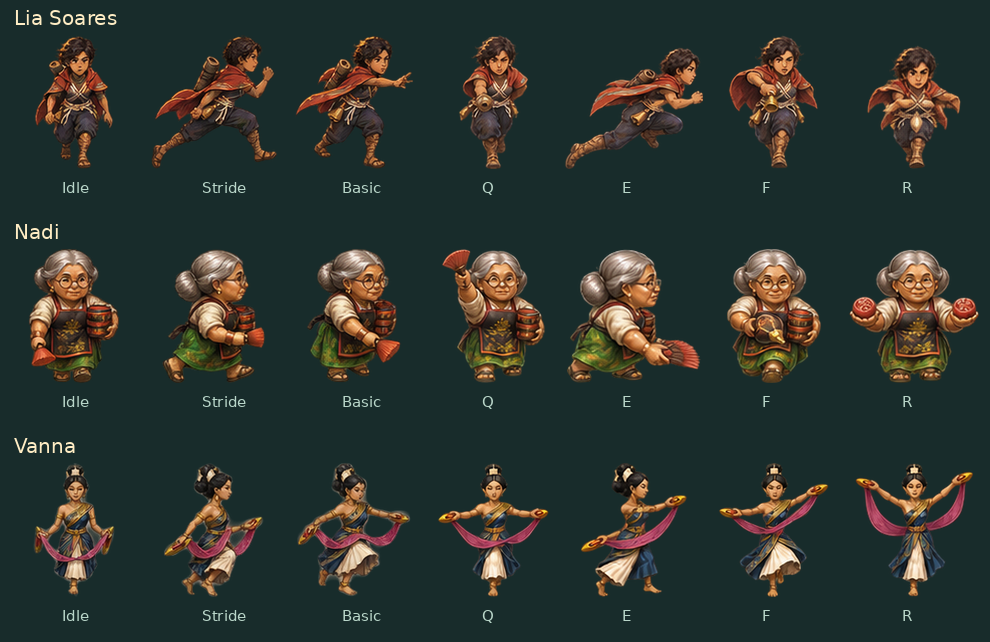 Lia Soares
Idle Stride Basic Q E F R
Nadi
Idle Stride Basic Q E F R
Vanna
Idle Stride Basic Q E F R